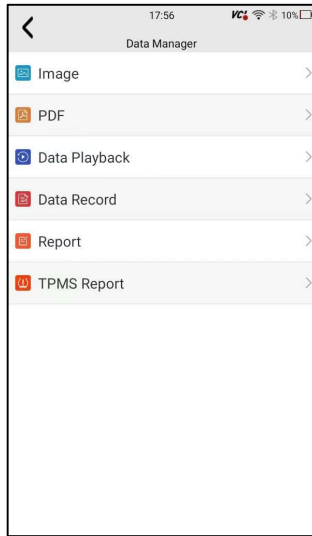 17:56 VCI 10%
Data Manager
Image
PDF
Data Playback
Data Record
Report
TPMS Report